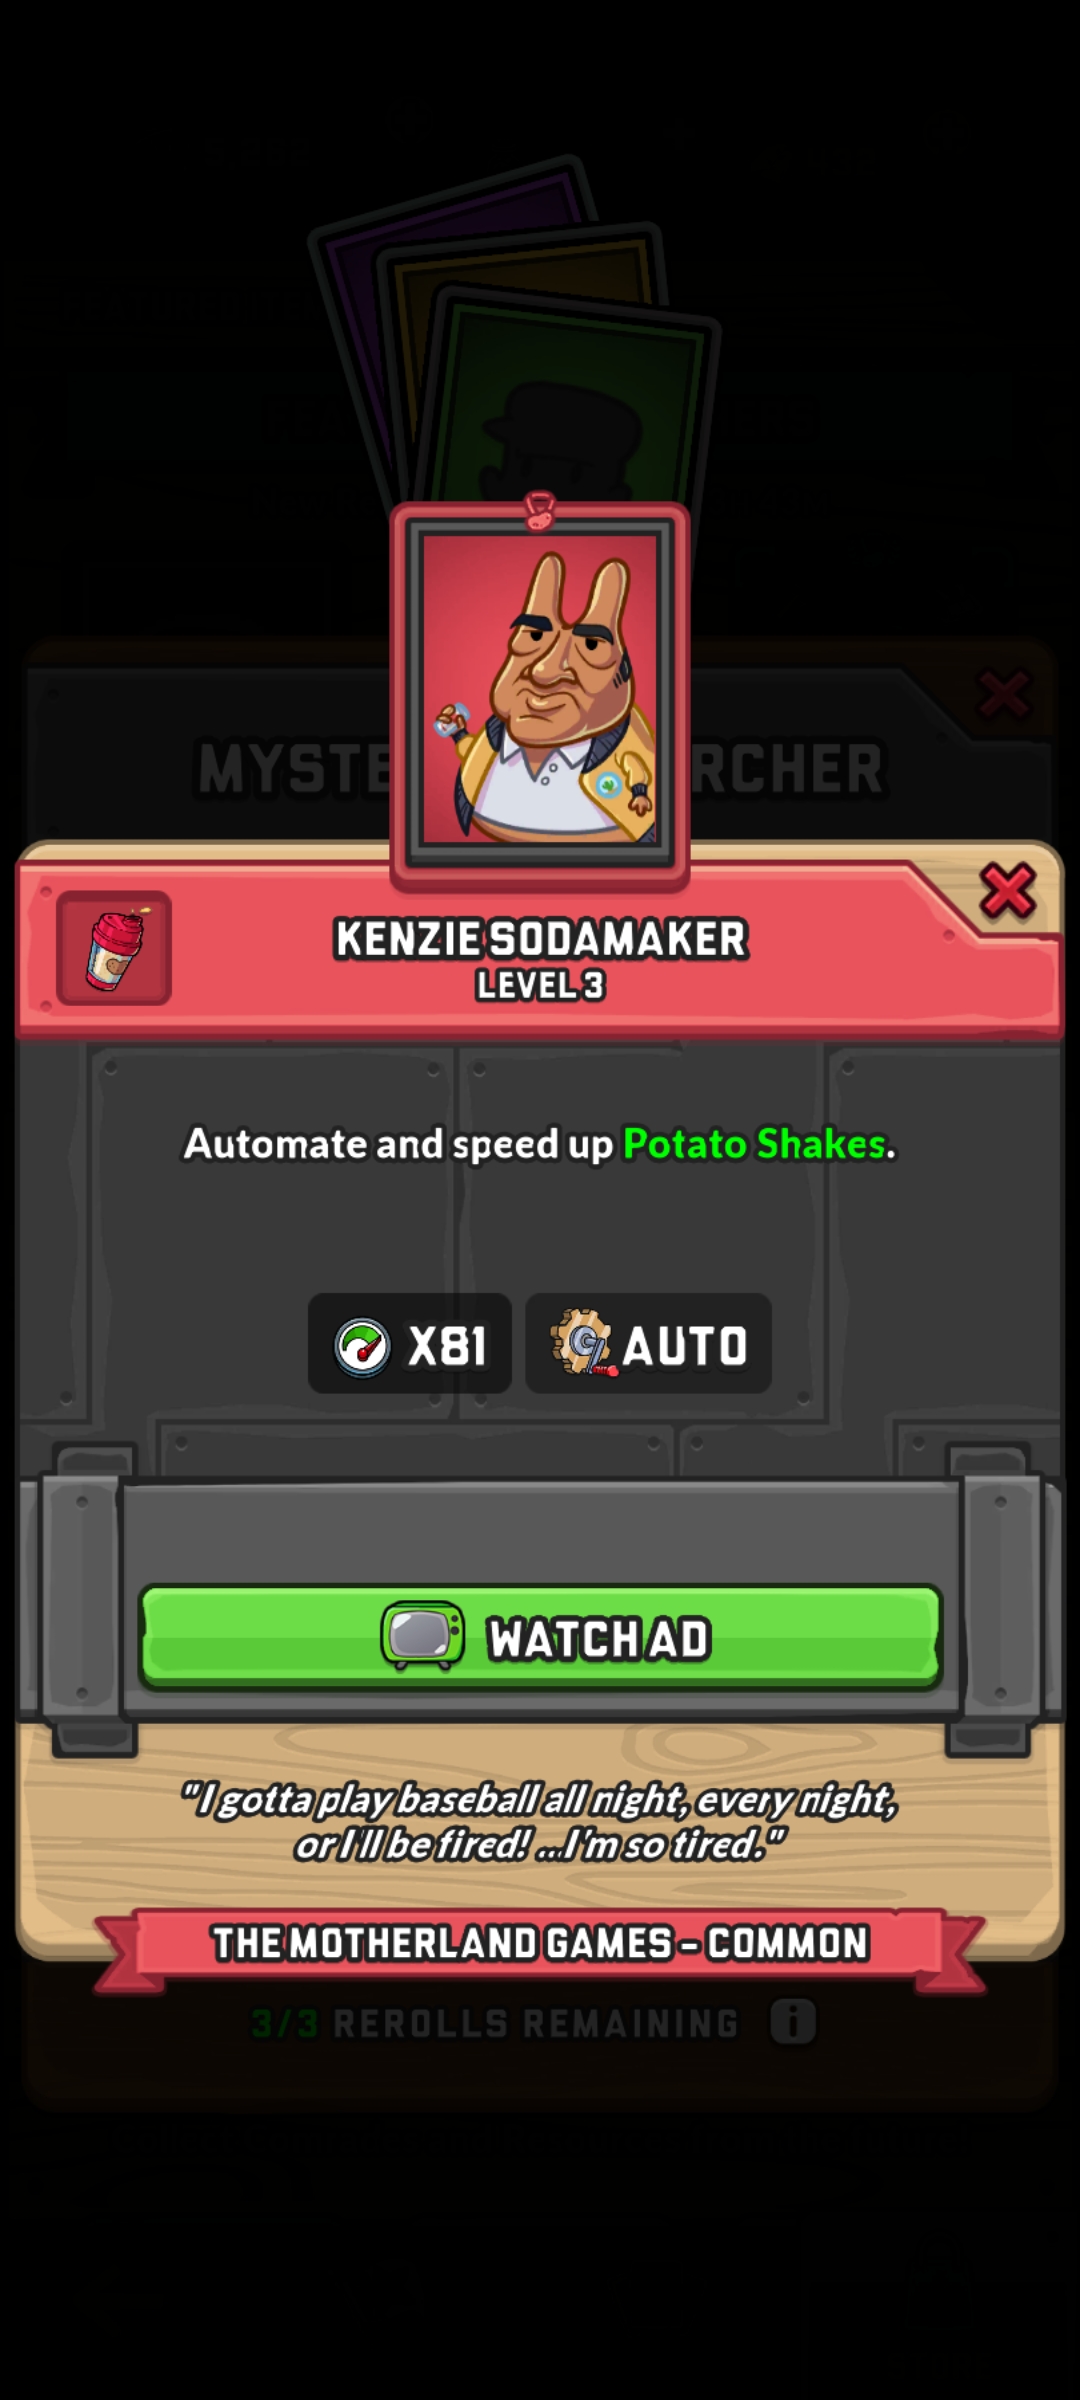 MYSTE RCHER
KENZIE SODAMAKER
LEVEL 3
Automate and speed up Potato Shakes.
X81
AUTO
WATCH AD
"I gotta play baseball all night, every night,
or I'll be fired! ...I'm so tired."
THE MOTHERLAND GAMES - COMMON
3/3 REROLLS REMAINING